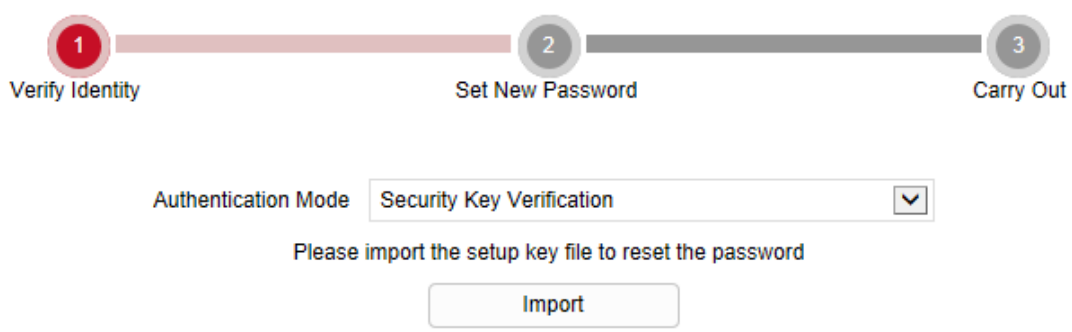 1 2 3
Verify Identity Set New Password Carry Out
Authentication Mode Security Key Verification
Please import the setup key file to reset the password
Import